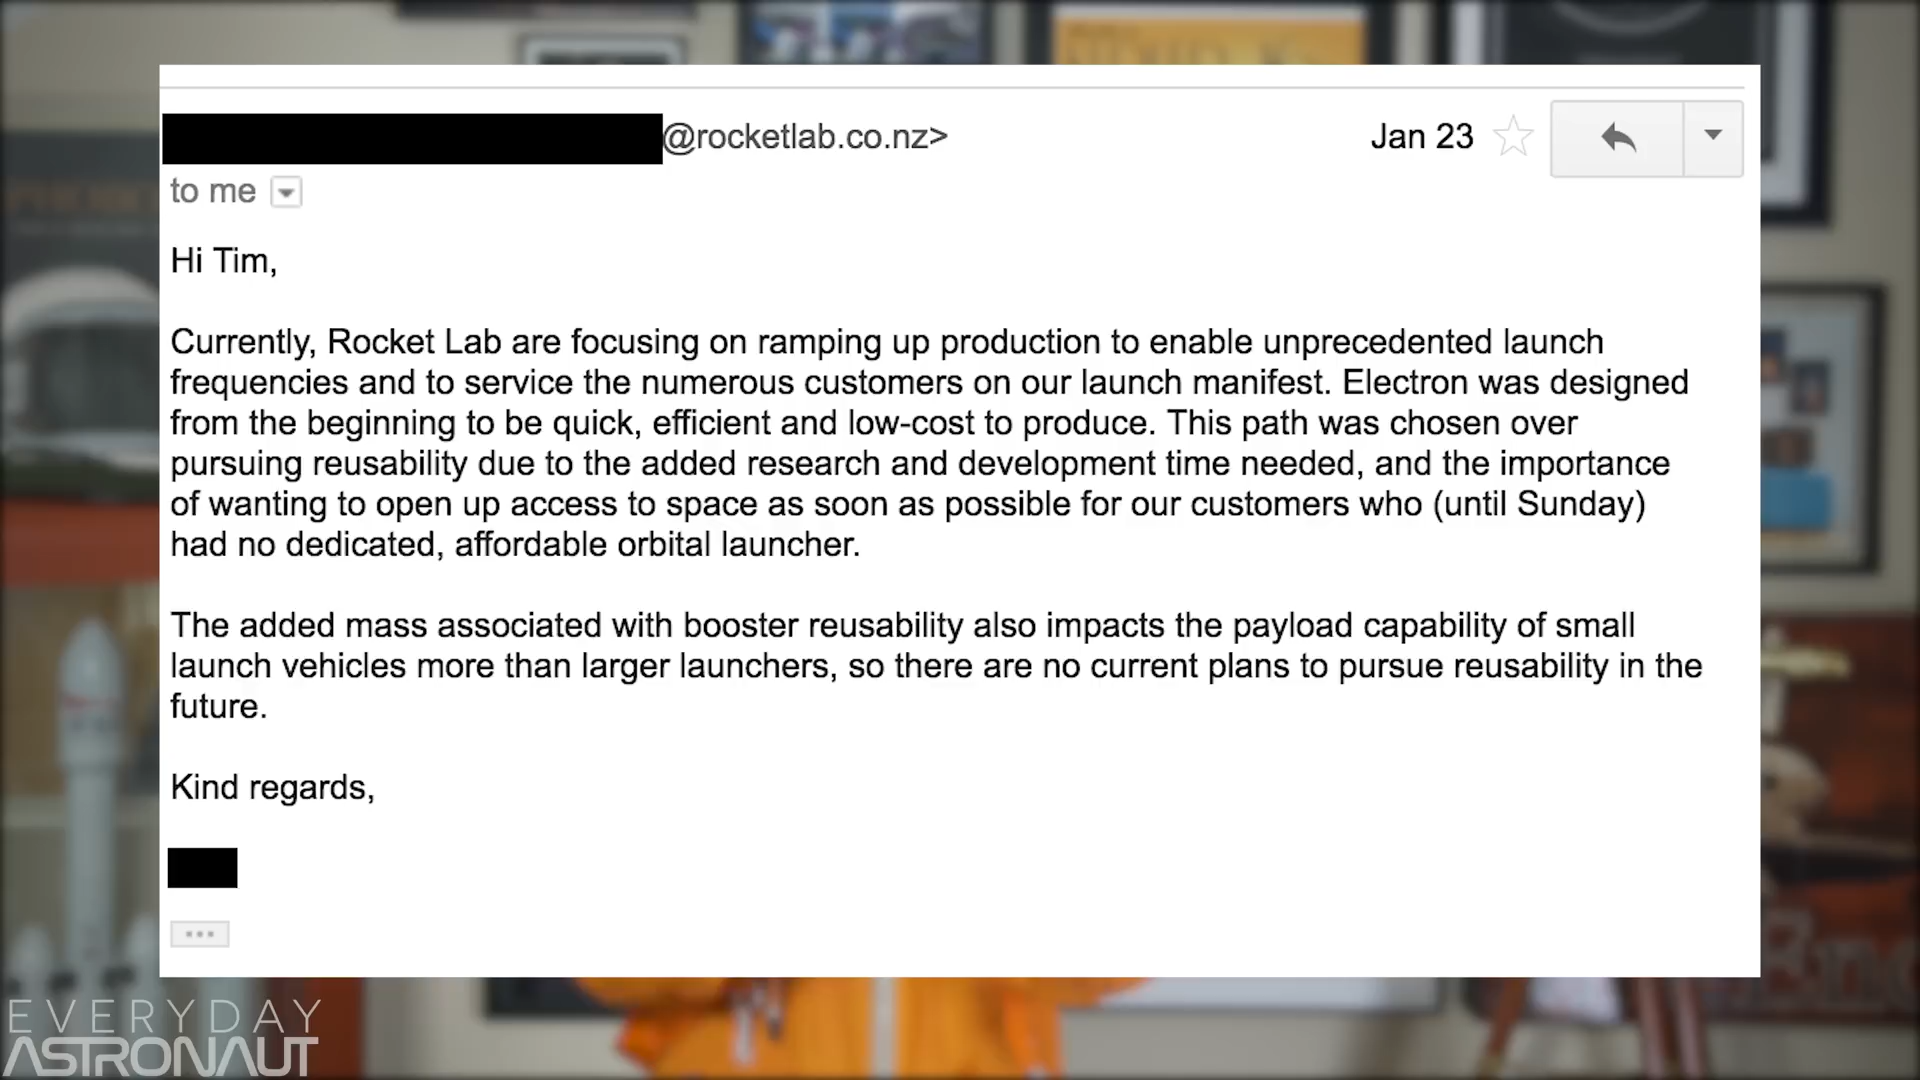 @rocketlab.co.nz>
Jan 23
to me
Hi Tim,
Currently, Rocket Lab are focusing on ramping up production to enable unprecedented launch
frequencies and to service the numerous customers on our launch manifest. Electron was designed
from the beginning to be quick, efficient and low-cost to produce. This path was chosen over
pursuing reusability due to the added research and development time needed, and the importance
of wanting to open up access to space as soon as possible for our customers who (until Sunday)
had no dedicated, affordable orbital launcher.
The added mass associated with booster reusability also impacts the payload capability of small
launch vehicles more than larger launchers, so there are no current plans to pursue reusability in the
future.
Kind regards,
EVERYDAY
ASTRONAUT